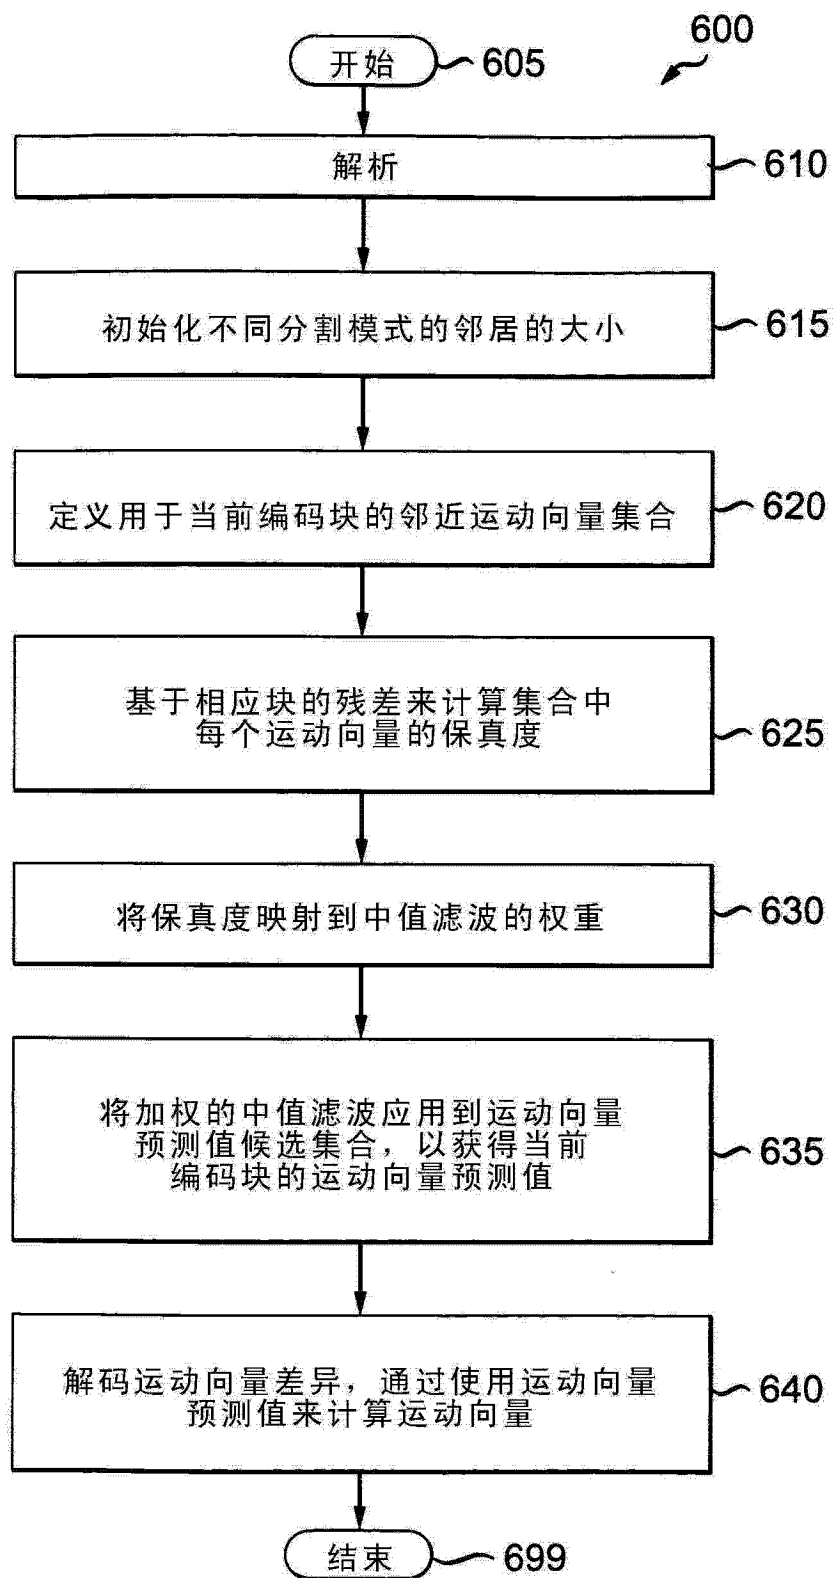 600
开始 605
解析 610
初始化不同分割模式的邻居的大小 615
定义用于当前编码块的邻近运动向量集合 620
基于相应块的残差来计算集合中
每个运动向量的保真度 625
将保真度映射到中值滤波的权重 630
将加权的中值滤波应用到运动向量
预测值候选集合，以获得当前
编码块的运动向量预测值 635
解码运动向量差异，通过使用运动向量
预测值来计算运动向量 640
结束 699